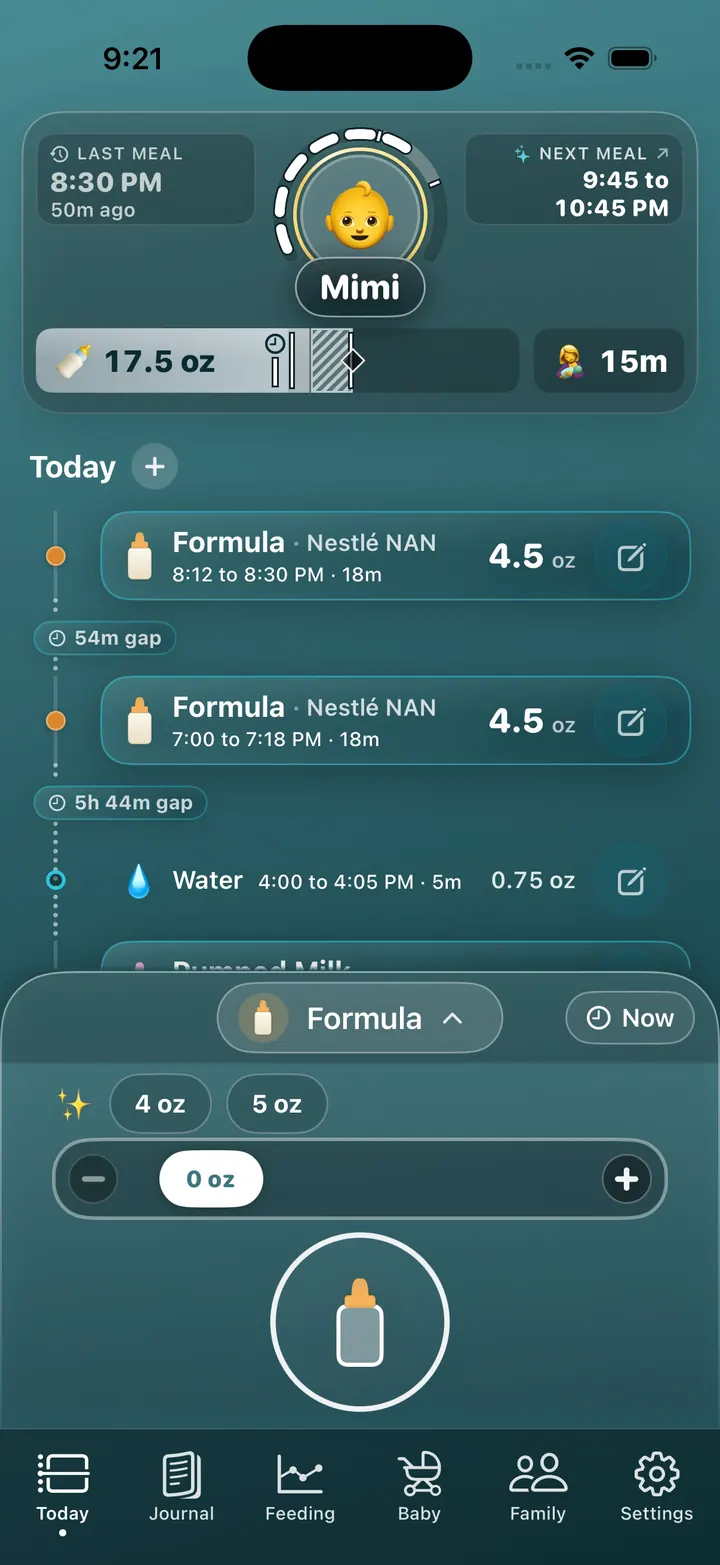 9:21
LAST MEAL
8:30 PM
50m ago
NEXT MEAL
9:45 to
10:45 PM
Mimi
17.5 oz
15m
Today
Formula · Nestlé NAN
8:12 to 8:30 PM · 18m
4.5 oz
54m gap
Formula · Nestlé NAN
7:00 to 7:18 PM · 18m
4.5 oz
5h 44m gap
Water 4:00 to 4:05 PM · 5m 0.75 oz
Pumped Milk
Formula
Now
4 oz
5 oz
0 oz
Today
Journal
Feeding
Baby
Family
Settings